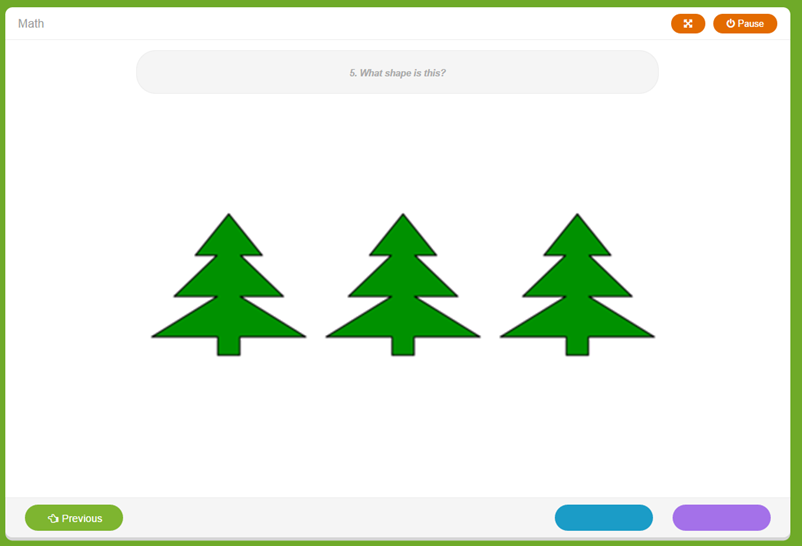 Math
Pause
5. What shape is this?
Previous